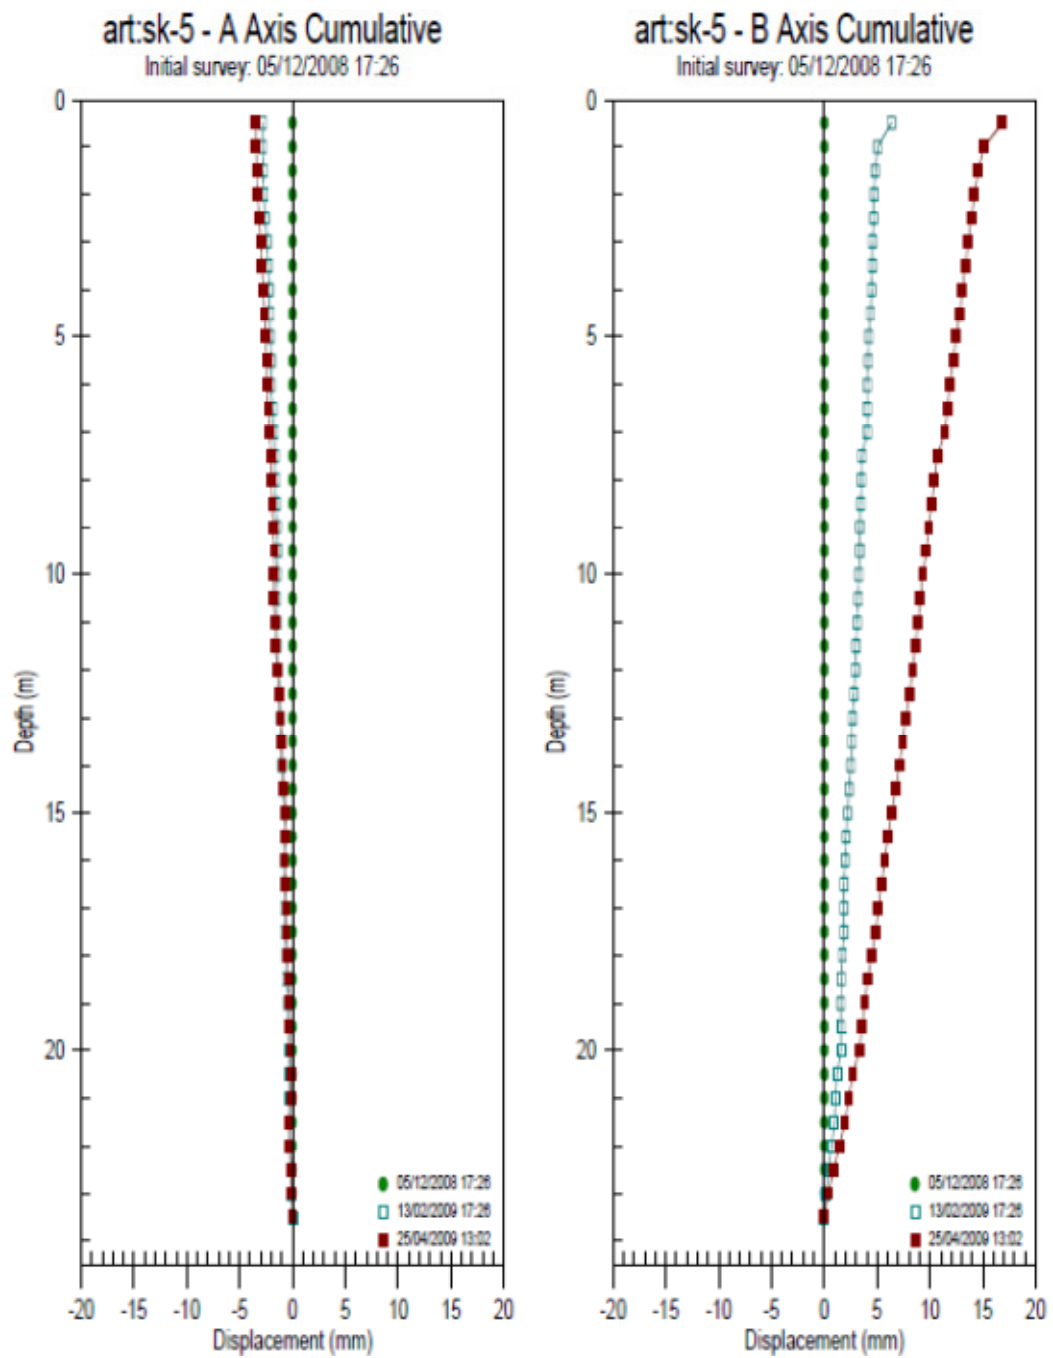 art:sk-5 - A Axis Cumulative
Initial survey: 05/12/2008 17:26
0
5
10
15
20
Depth (m)
05/12/2008 17:26
13/02/2009 17:26
25/04/2009 13:02
-20 -15 -10 -5 0 5 10 15 20
Displacement (mm)
art:sk-5 - B Axis Cumulative
Initial survey: 05/12/2008 17:26
0
5
10
15
20
Depth (m)
05/12/2008 17:26
13/02/2009 17:26
25/04/2009 13:02
-20 -15 -10 -5 0 5 10 15 20
Displacement (mm)